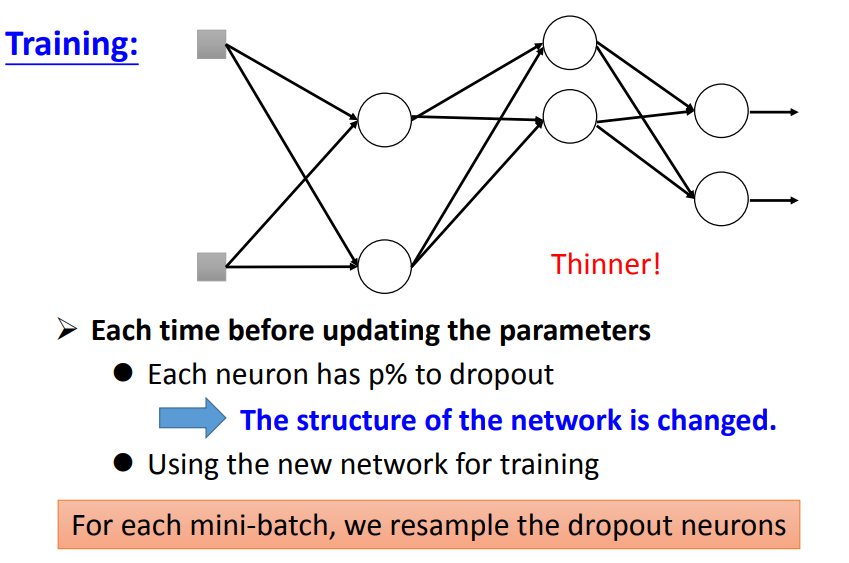 Training:
Thinner!
➢ Each time before updating the parameters
● Each neuron has p% to dropout
The structure of the network is changed.
● Using the new network for training
For each mini-batch, we resample the dropout neurons